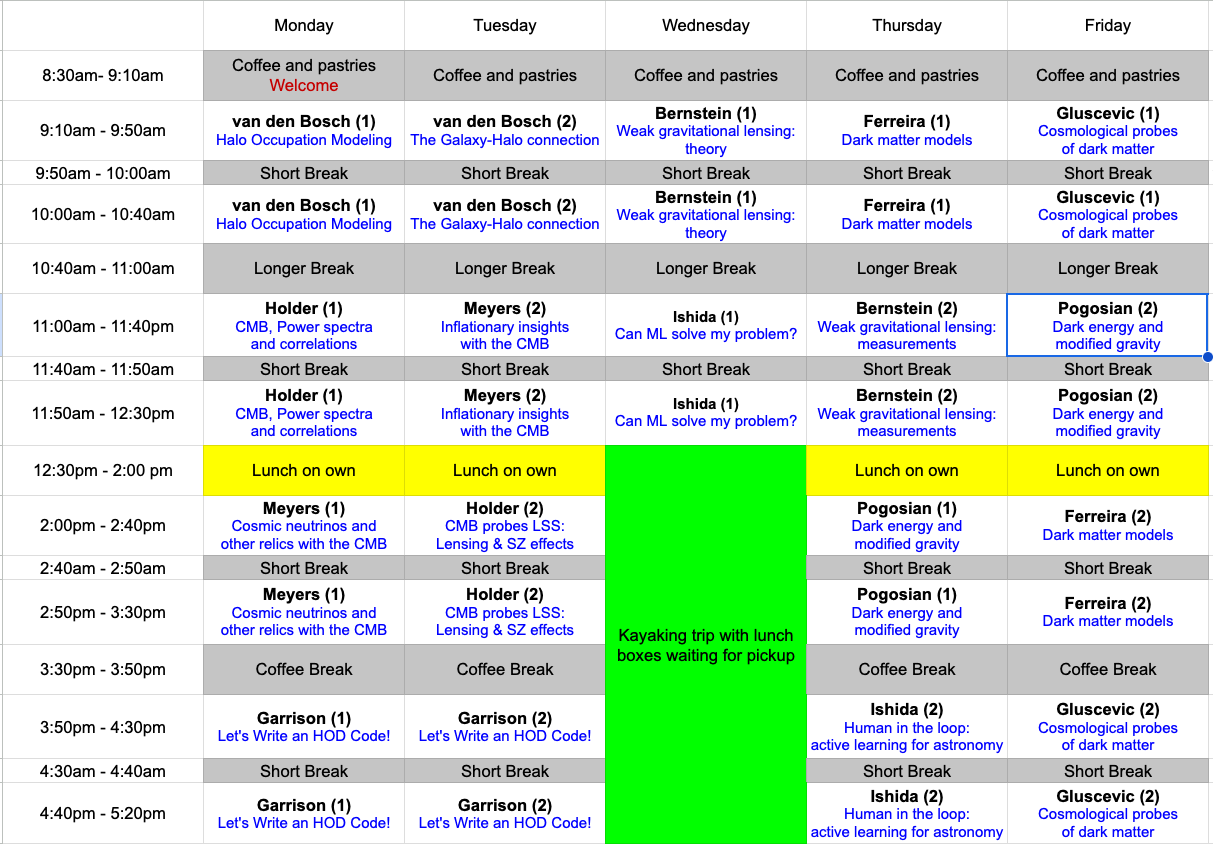 Monday Tuesday Wednesday Thursday Friday
8:30am- 9:10am
Coffee and pastries
Welcome
Coffee and pastries
Coffee and pastries
Coffee and pastries
Coffee and pastries
9:10am - 9:50am
van den Bosch (1)
Halo Occupation Modeling
van den Bosch (2)
The Galaxy-Halo connection
Bernstein (1)
Weak gravitational lensing:
theory
Ferreira (1)
Dark matter models
Gluscevic (1)
Cosmological probes
of dark matter
9:50am - 10:00am
Short Break
Short Break
Short Break
Short Break
Short Break
10:00am - 10:40am
van den Bosch (1)
Halo Occupation Modeling
van den Bosch (2)
The Galaxy-Halo connection
Bernstein (1)
Weak gravitational lensing:
theory
Ferreira (1)
Dark matter models
Gluscevic (1)
Cosmological probes
of dark matter
10:40am - 11:00am
Longer Break
Longer Break
Longer Break
Longer Break
Longer Break
11:00am - 11:40pm
Holder (1)
CMB, Power spectra
and correlations
Meyers (2)
Inflationary insights
with the CMB
Ishida (1)
Can ML solve my problem?
Bernstein (2)
Weak gravitational lensing:
measurements
Pogosian (2)
Dark energy and
modified gravity
11:40am - 11:50am
Short Break
Short Break
Short Break
Short Break
Short Break
11:50am - 12:30pm
Holder (1)
CMB, Power spectra
and correlations
Meyers (2)
Inflationary insights
with the CMB
Ishida (1)
Can ML solve my problem?
Bernstein (2)
Weak gravitational lensing:
measurements
Pogosian (2)
Dark energy and
modified gravity
12:30pm - 2:00 pm
Lunch on own
Lunch on own
Lunch on own
Lunch on own
2:00pm - 2:40pm
Meyers (1)
Cosmic neutrinos and
other relics with the CMB
Holder (2)
CMB probes LSS:
Lensing & SZ effects
Pogosian (1)
Dark energy and
modified gravity
Ferreira (2)
Dark matter models
2:40am - 2:50am
Short Break
Short Break
Short Break
Short Break
2:50pm - 3:30pm
Meyers (1)
Cosmic neutrinos and
other relics with the CMB
Holder (2)
CMB probes LSS:
Lensing & SZ effects
Kayaking trip with lunch
boxes waiting for pickup
Pogosian (1)
Dark energy and
modified gravity
Ferreira (2)
Dark matter models
3:30pm - 3:50pm
Coffee Break
Coffee Break
Coffee Break
Coffee Break
3:50pm - 4:30pm
Garrison (1)
Let's Write an HOD Code!
Garrison (2)
Let's Write an HOD Code!
Ishida (2)
Human in the loop:
active learning for astronomy
Gluscevic (2)
Cosmological probes
of dark matter
4:30am - 4:40am
Short Break
Short Break
Short Break
Short Break
4:40pm - 5:20pm
Garrison (1)
Let's Write an HOD Code!
Garrison (2)
Let's Write an HOD Code!
Ishida (2)
Human in the loop:
active learning for astronomy
Gluscevic (2)
Cosmological probes
of dark matter